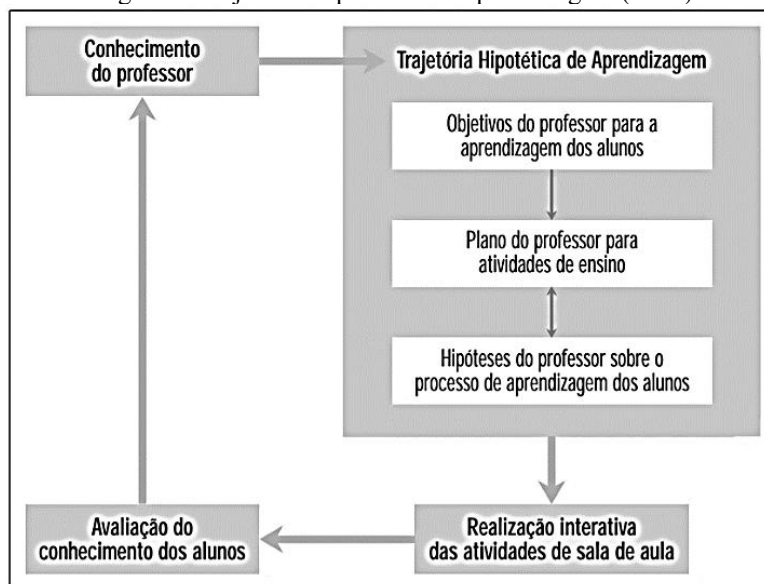 Conhecimento
do professor
Trajetória Hipotética de Aprendizagem
Objetivos do professor para a
aprendizagem dos alunos
Plano do professor para
atividades de ensino
Hipóteses do professor sobre o
processo de aprendizagem dos alunos
Avaliação do
conhecimento dos alunos
Realização interativa
das atividades de sala de aula